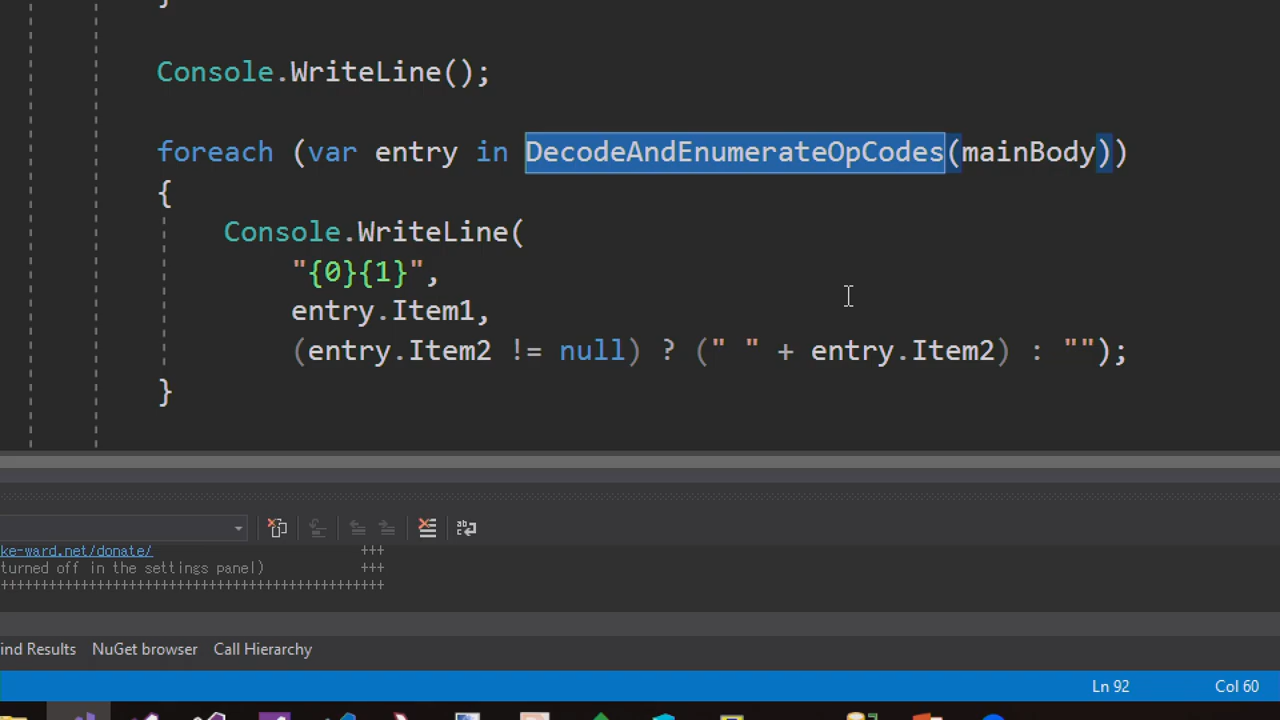 }
Console.WriteLine();
foreach (var entry in DecodeAndEnumerateOpCodes(mainBody))
{
Console.WriteLine(
"{0}{1}",
entry.Item1,
(entry.Item2 != null) ? (" " + entry.Item2) : "");
}
ke-ward.net/donate/ +++
turned off in the settings panel) +++
+++++++++++++++++++++++++++++++++++++++++++++++
ind Results NuGet browser Call Hierarchy
Ln 92 Col 60